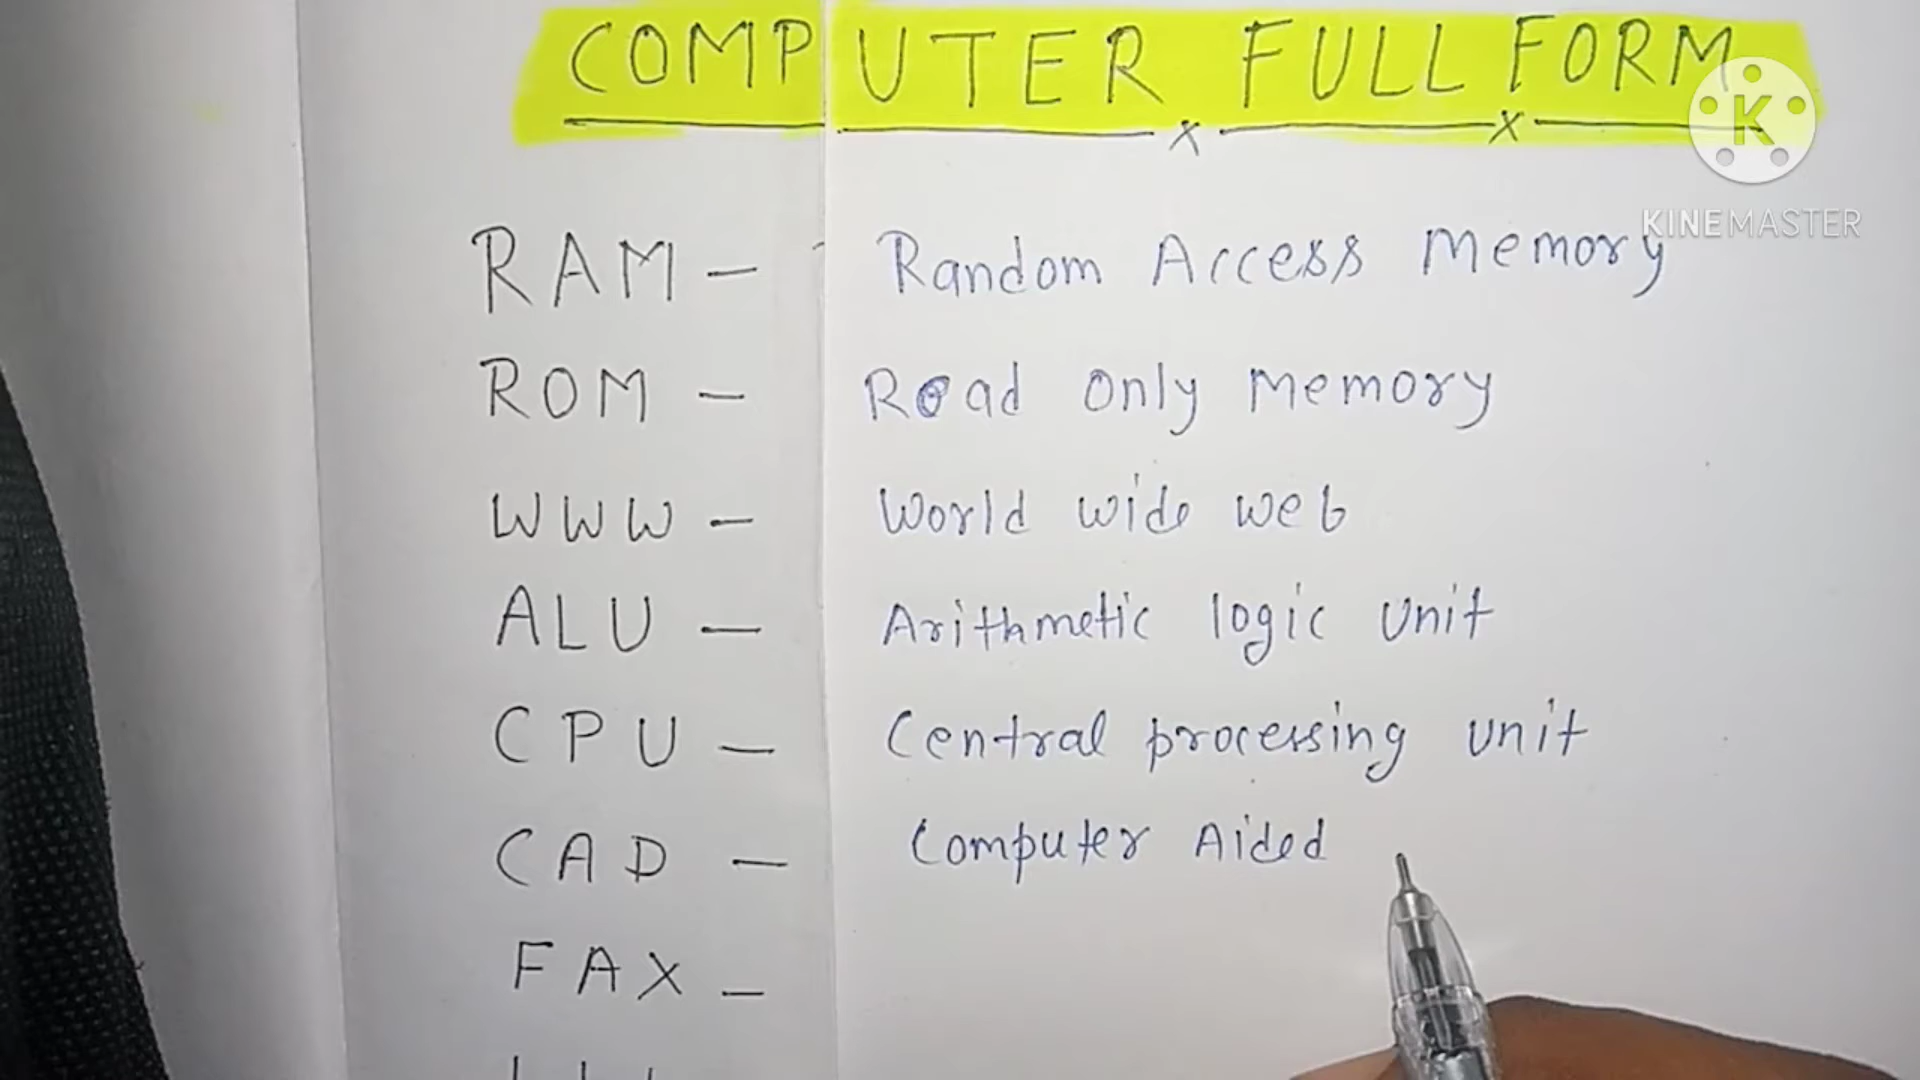 COMPUTER FULL FORM
K
KINEMASTER
RAM - Random Access Memory
ROM - Read Only Memory
WWW - World wide web
ALU - Arithmetic logic unit
CPU - Central processing unit
CAD - Computer Aided
FAX -